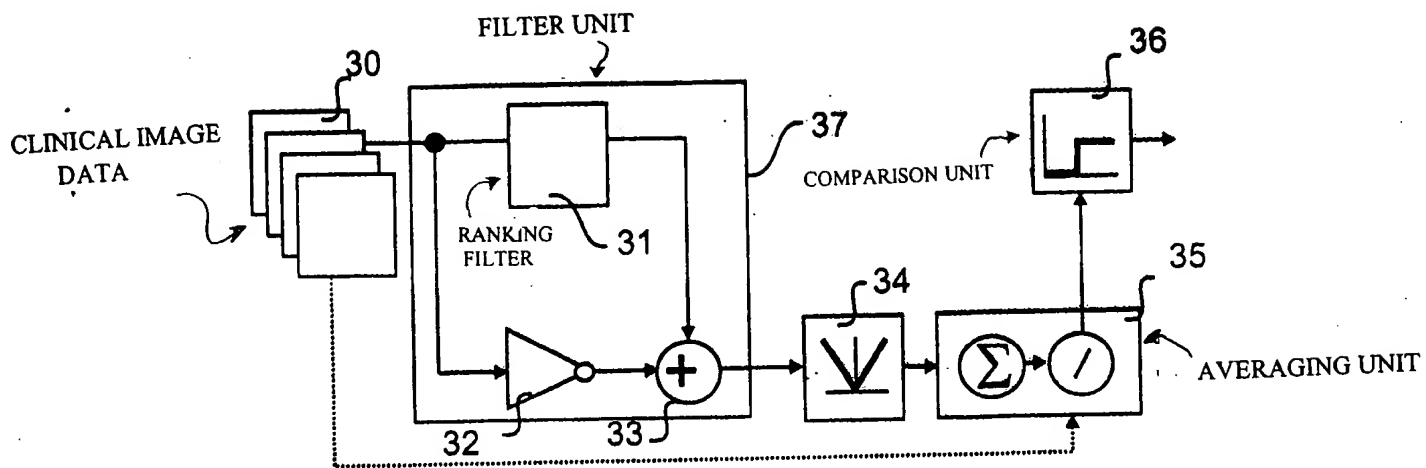 FILTER UNIT
30
36
CLINICAL IMAGE
DATA
37
COMPARISON UNIT
RANKING
FILTER
31
34
35
Σ
/
+
AVERAGING UNIT
32
33